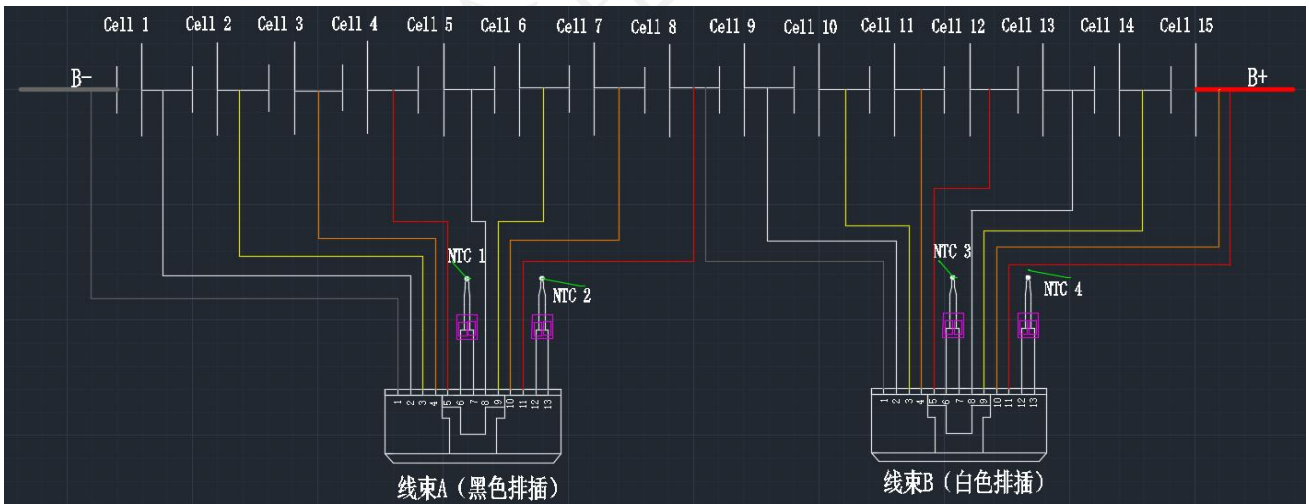 Cell 1 Cell 2 Cell 3 Cell 4 Cell 5 Cell 6 Cell 7 Cell 8 Cell 9 Cell 10 Cell 11 Cell 12 Cell 13 Cell 14 Cell 15
B- B+
NTC 1 NTC 3
NTC 2 NTC 4
1 2 3 4 5 6 7 8 9 10 11 12 13 1 2 3 4 5 6 7 8 9 10 11 12 13
线束A（黑色排插） 线束B（白色排插）